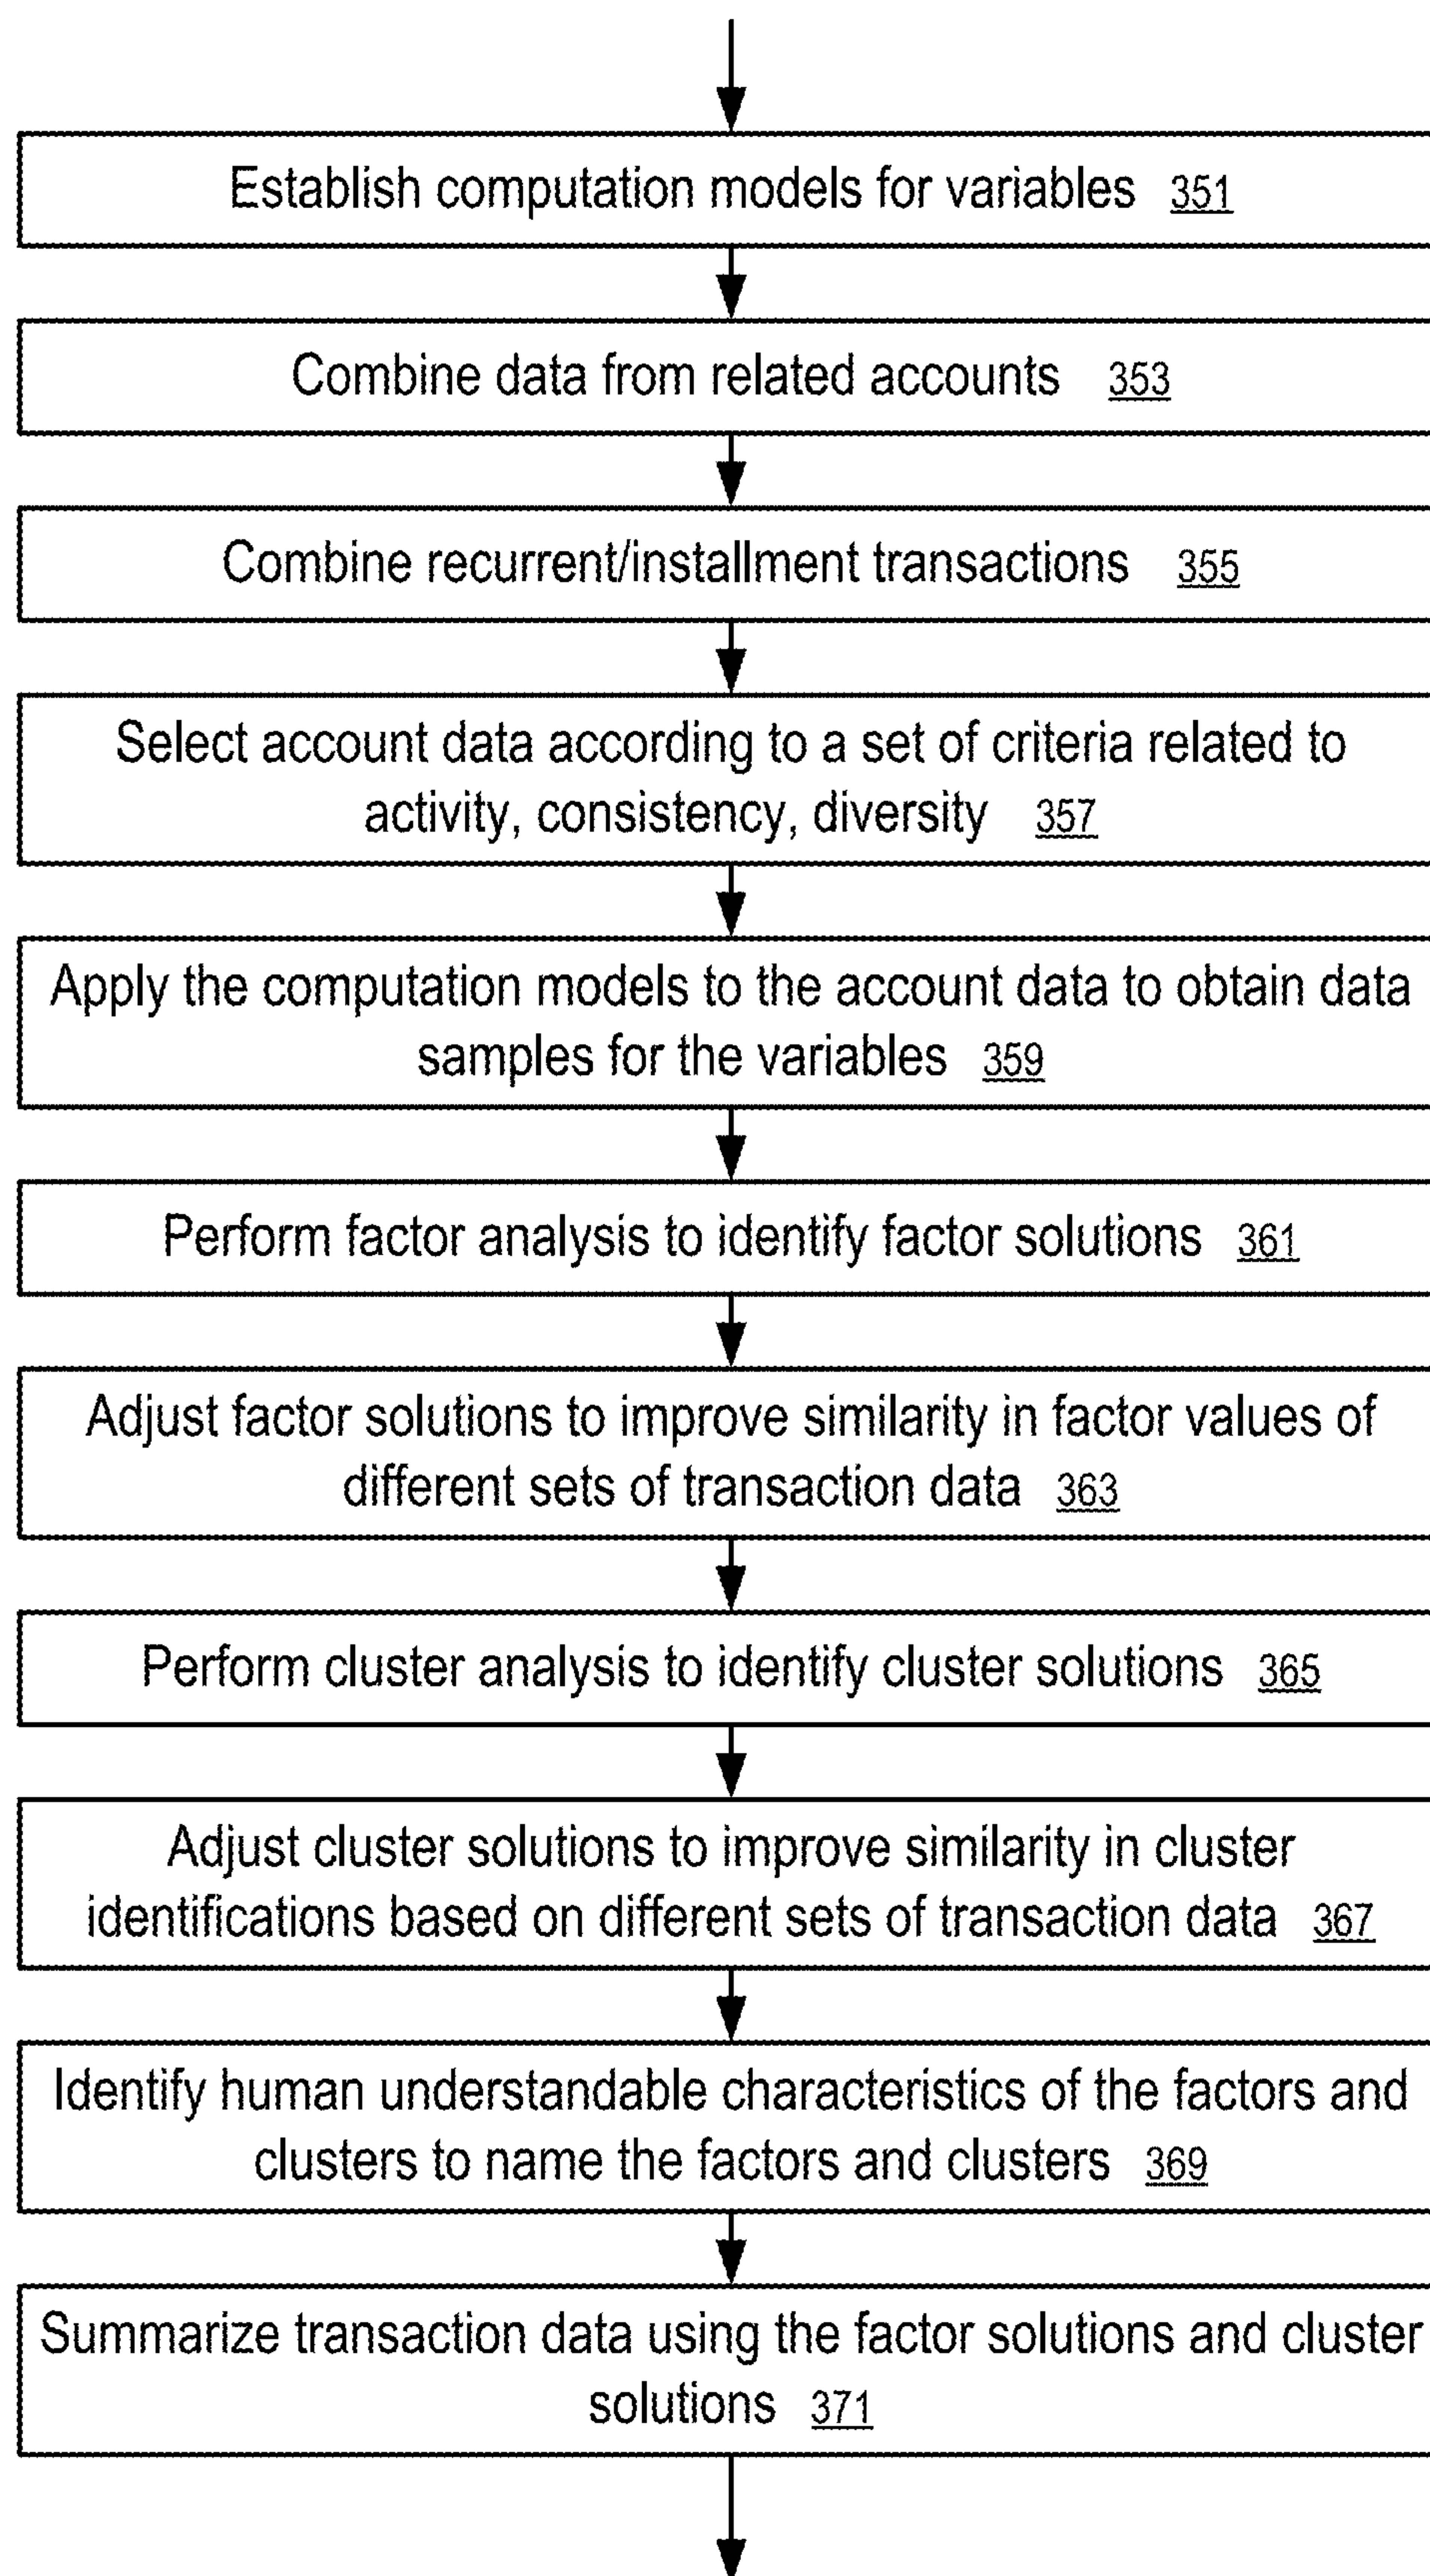 Establish computation models for variables 351
Combine data from related accounts 353
Combine recurrent/installment transactions 355
Select account data according to a set of criteria related to
activity, consistency, diversity 357
Apply the computation models to the account data to obtain data
samples for the variables 359
Perform factor analysis to identify factor solutions 361
Adjust factor solutions to improve similarity in factor values of
different sets of transaction data 363
Perform cluster analysis to identify cluster solutions 365
Adjust cluster solutions to improve similarity in cluster
identifications based on different sets of transaction data 367
Identify human understandable characteristics of the factors and
clusters to name the factors and clusters 369
Summarize transaction data using the factor solutions and cluster
solutions 371